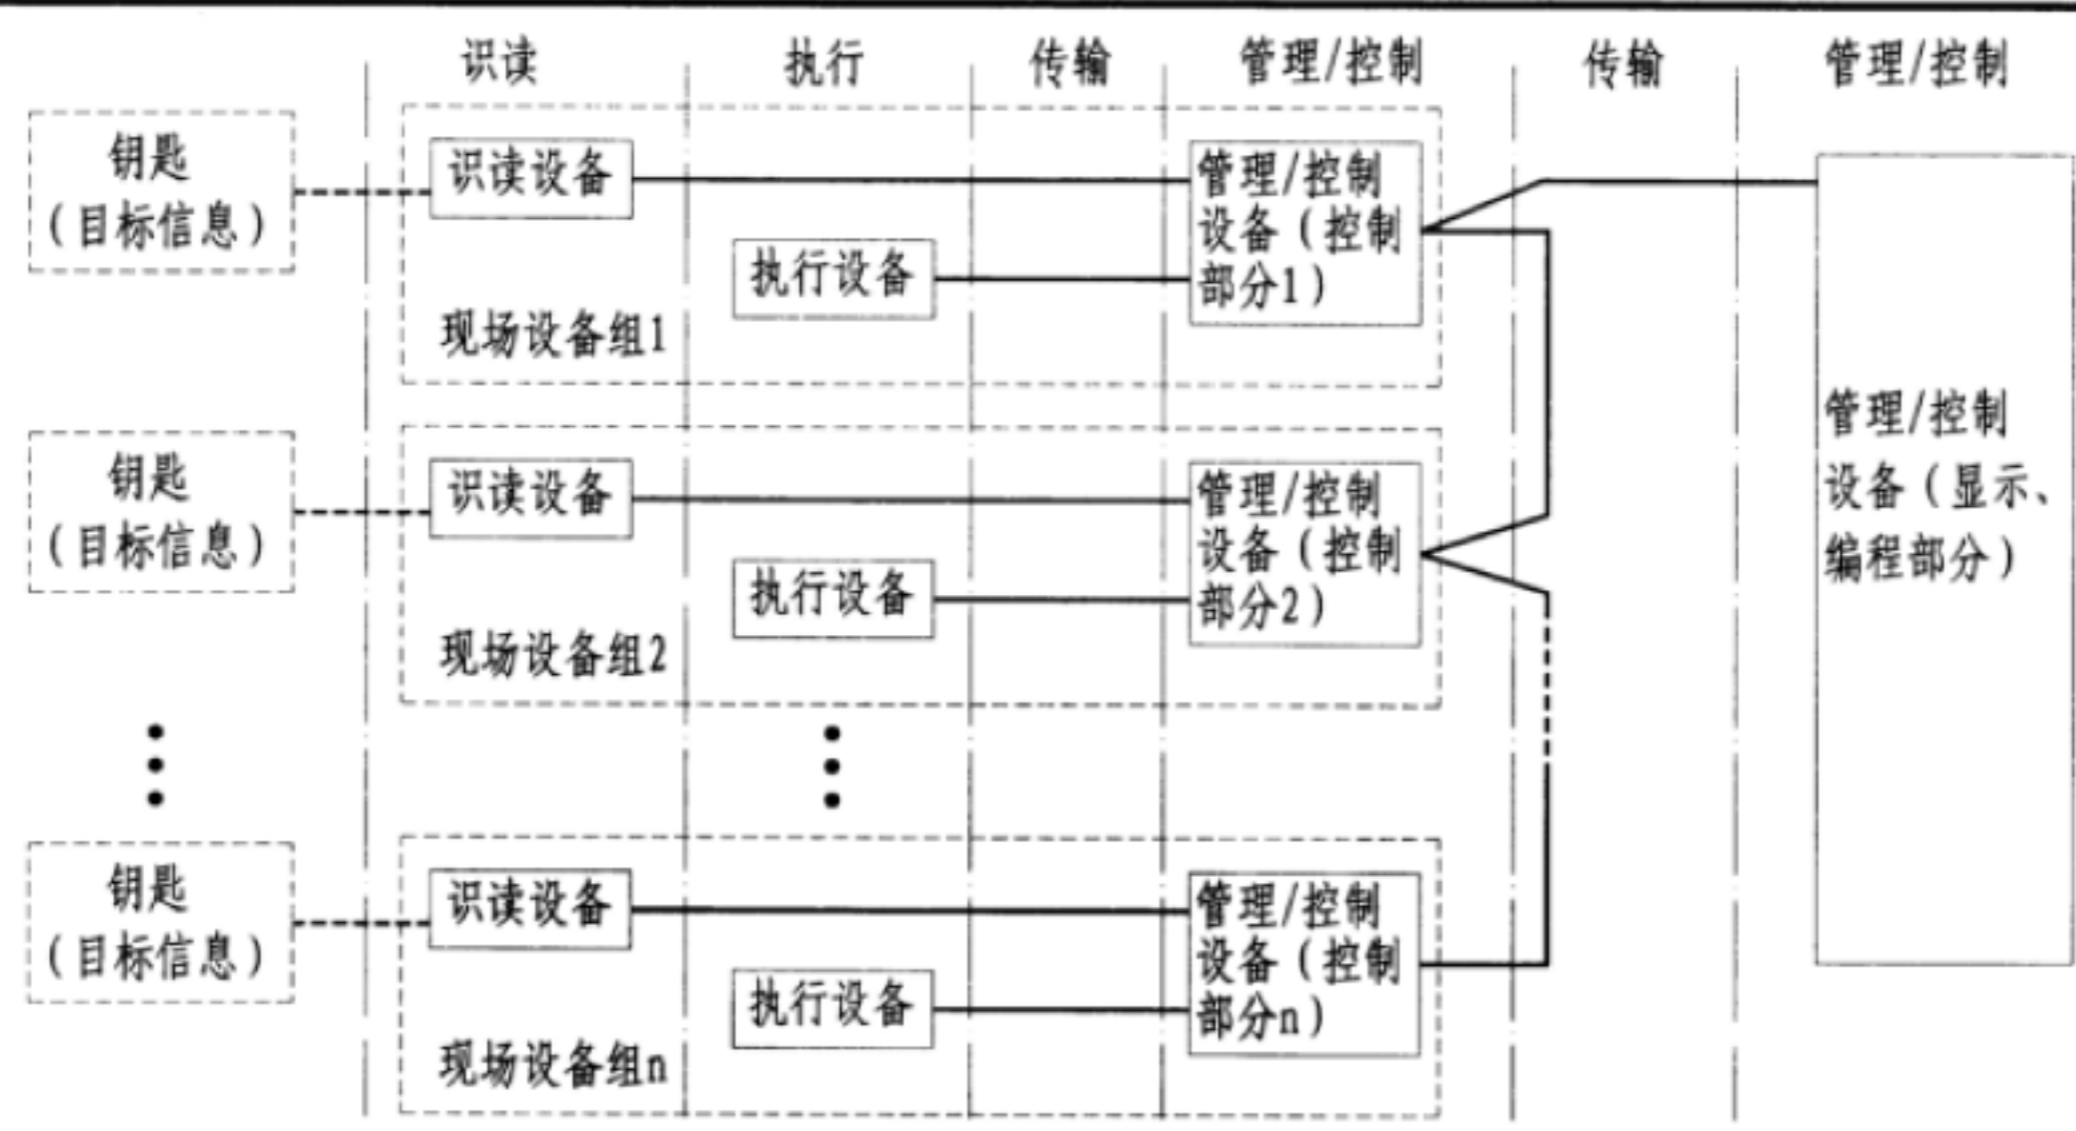 识读 执行 传输 管理/控制 传输 管理/控制
钥匙
（目标信息）
识读设备
执行设备
现场设备组1
管理/控制
设备（控制
部分1）
钥匙
（目标信息）
识读设备
执行设备
现场设备组2
管理/控制
设备（控制
部分2）
钥匙
（目标信息）
识读设备
执行设备
现场设备组n
管理/控制
设备（控制
部分n）
管理/控制
设备（显示、
编程部分）